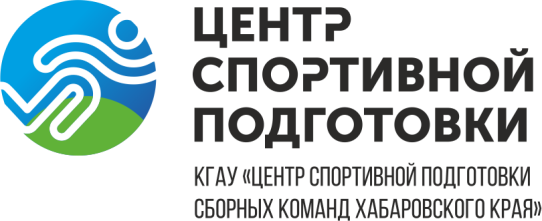 ЦЕНТР
СПОРТИВНОЙ
ПОДГОТОВКИ
КГАУ «ЦЕНТР СПОРТИВНОЙ ПОДГОТОВКИ
СБОРНЫХ КОМАНД ХАБАРОВСКОГО КРАЯ»